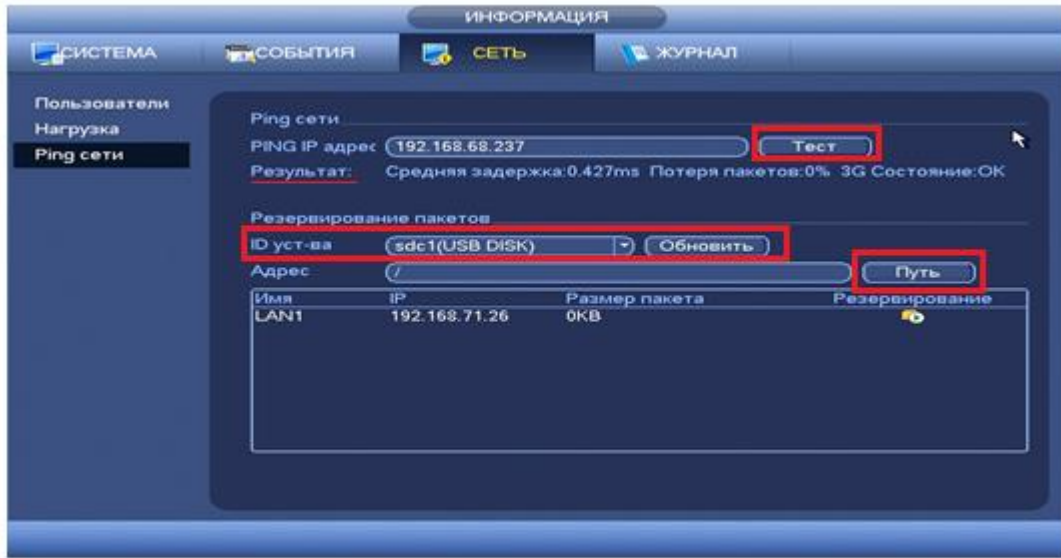 ИНФОРМАЦИЯ
СИСТЕМА СОБЫТИЯ СЕТЬ ЖУРНАЛ
Пользователи
Нагрузка
Ping сети
Ping сети
PING IP адрес 192.168.68.237 Тест
Результат: Средняя задержка:0.427ms Потеря пакетов:0% 3G Состояние:OK
Резервирование пакетов
ID уст-ва sdc1(USB DISK) Обновить
Адрес / Путь
Имя IP Размер пакета Резервирование
LAN1 192.168.71.26 0KB